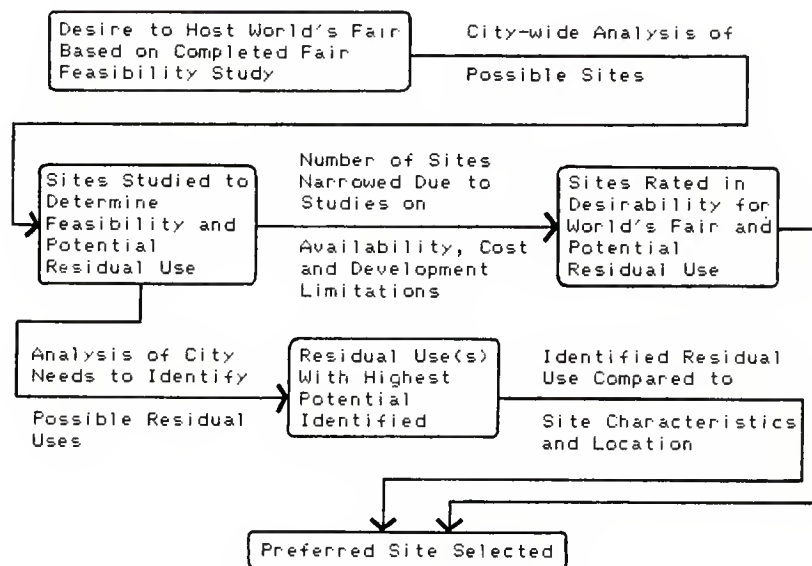 Desire to Host World's Fair
Based on Completed Fair
Feasibility Study
City-wide Analysis of
Possible Sites
Sites Studied to
Determine
Feasibility and
Potential
Residual Use
Number of Sites
Narrowed Due to
Studies on
Availability, Cost
and Development
Limitations
Sites Rated in
Desirability for
World's Fair and
Potential
Residual Use
Analysis of City
Needs to Identify
Possible Residual
Uses
Residual Use(s)
With Highest
Potential
Identified
Identified Residual
Use Compared to
Site Characteristics
and Location
Preferred Site Selected